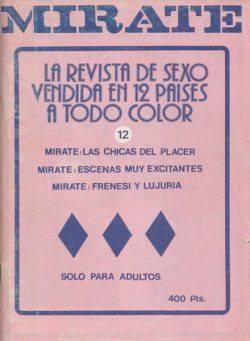 MIRATE
LA REVISTA DE SEXO
VENDIDA EN 12 PAISES
A TODO COLOR
12
MIRATE: LAS CHICAS DEL PLACER
MIRATE: ESCENAS MUY EXCITANTES
MIRATE: FRENESI Y LUJURIA
SOLO PARA ADULTOS
400 Pts.